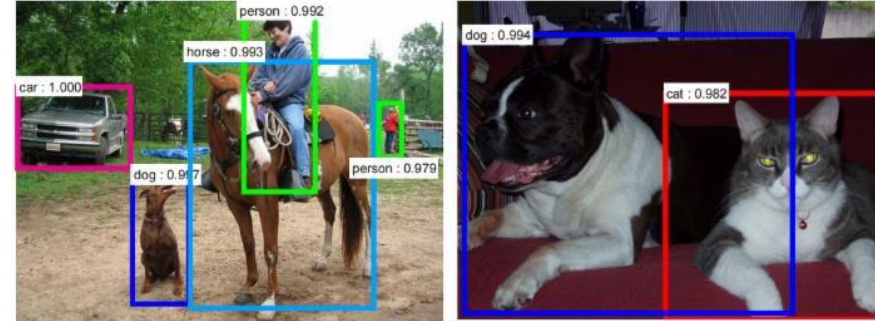 person : 0.992
horse : 0.993
car : 1.000
dog : 0.997
person : 0.979
dog : 0.994
cat : 0.982